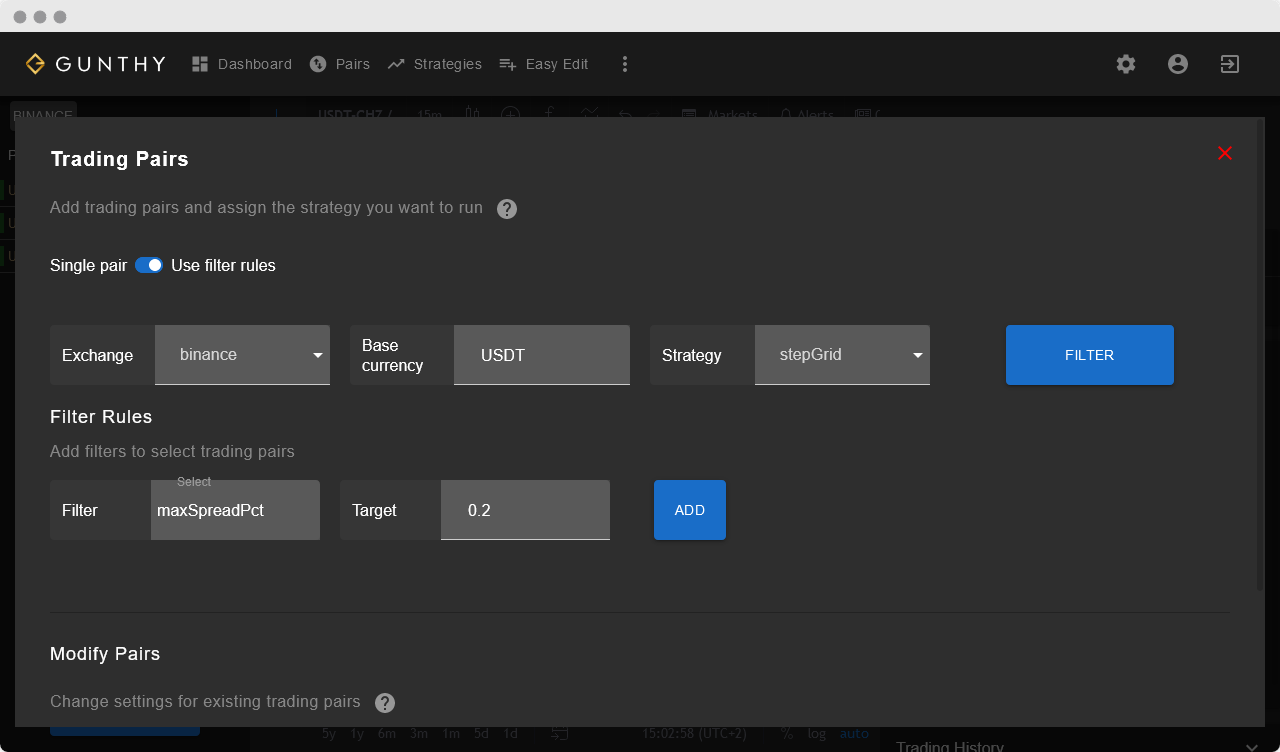 GUNTHY
Dashboard
Pairs
Strategies
Easy Edit
BINANCE
USDT-CHZ /
15m
Markets
Alerts
Trading Pairs
Add trading pairs and assign the strategy you want to run ?
Single pair
Use filter rules
Exchange
binance
Base
currency
USDT
Strategy
stepGrid
FILTER
Filter Rules
Add filters to select trading pairs
Select
Filter
maxSpreadPct
Target
0.2
ADD
Modify Pairs
Change settings for existing trading pairs ?
5y 1y 6m 3m 1m 5d 1d
15:02:58 (UTC+2)
% log auto
Trading History